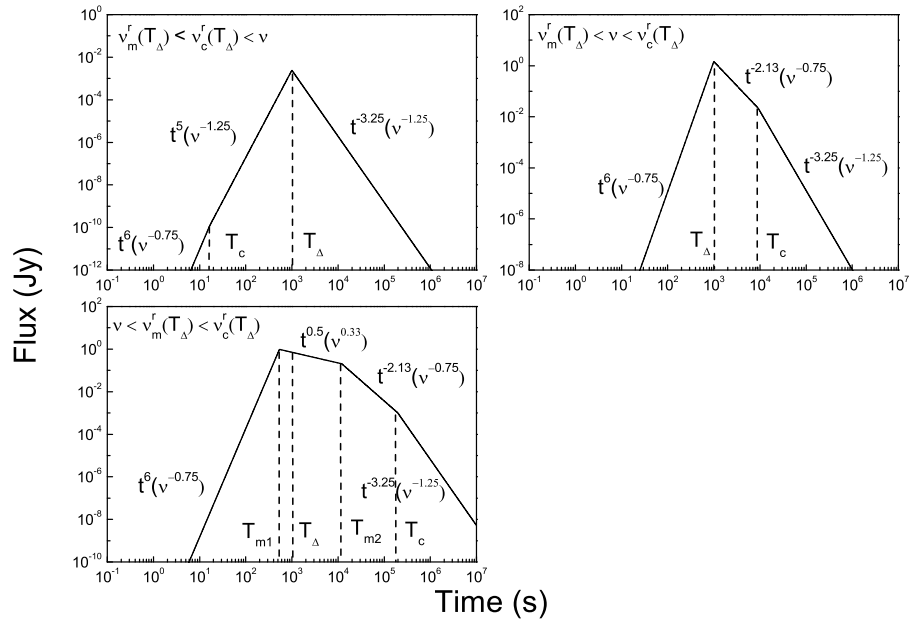 Flux (Jy)
ν_m^r(T_Δ) < ν_c^r(T_Δ) < ν
10^2
10^0
10^-2
10^-4
10^-6
10^-8
10^-10
10^-12
t^5(ν^-1.25)
t^-3.25(ν^-1.25)
t^6(ν^-0.75)
T_c
T_Δ
10^-1 10^0 10^1 10^2 10^3 10^4 10^5 10^6 10^7
ν_m^r(T_Δ) < ν < ν_c^r(T_Δ)
10^2
10^0
10^-2
10^-4
10^-6
10^-8
t^-2.13(ν^-0.75)
t^-3.25(ν^-1.25)
t^6(ν^-0.75)
T_Δ
T_c
10^-1 10^0 10^1 10^2 10^3 10^4 10^5 10^6 10^7
ν < ν_m^r(T_Δ) < ν_c^r(T_Δ)
10^2
10^0
10^-2
10^-4
10^-6
10^-8
10^-10
t^0.5(ν^0.33)
t^-2.13(ν^-0.75)
t^6(ν^-0.75)
t^-3.25(ν^-1.25)
T_m1
T_Δ
T_m2
T_c
10^-1 10^0 10^1 10^2 10^3 10^4 10^5 10^6 10^7
Time (s)